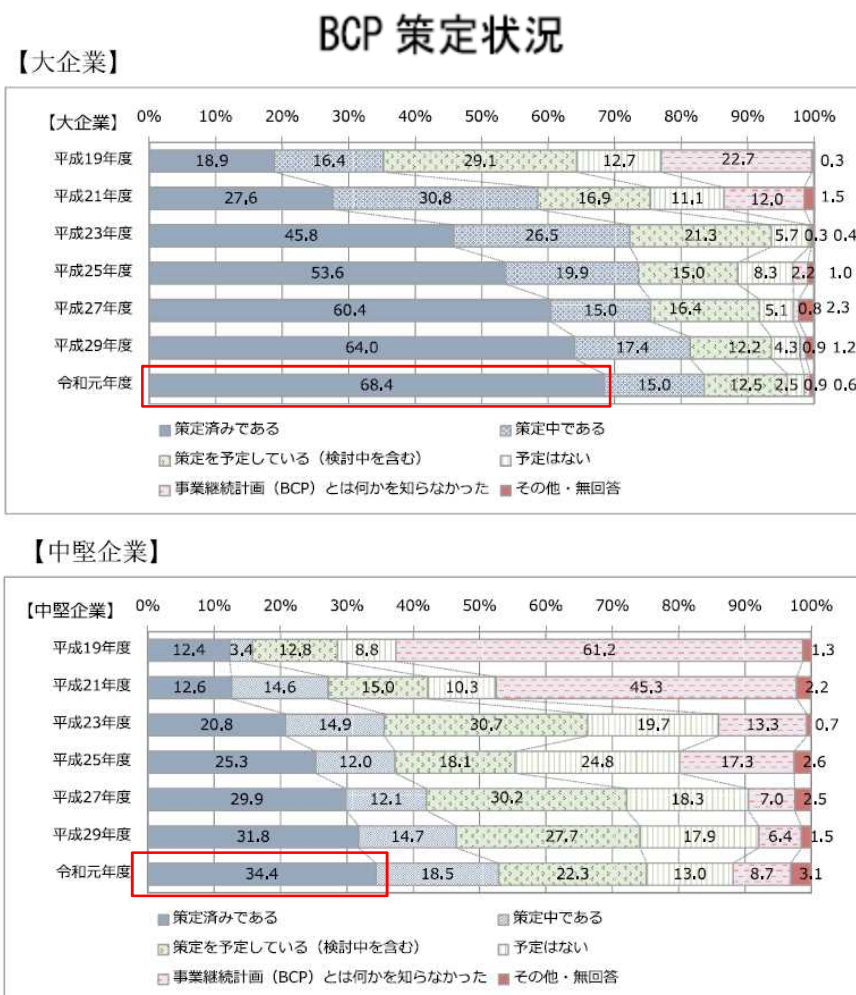 BCP 策定状況
【大企業】
【大企業】 0% 10% 20% 30% 40% 50% 60% 70% 80% 90% 100%
平成19年度 18.9 16.4 29.1 12.7 22.7 0.3
平成21年度 27.6 30.8 16.9 11.1 12.0 1.5
平成23年度 45.8 26.5 21.3 5.7 0.3 0.4
平成25年度 53.6 19.9 15.0 8.3 2.2 1.0
平成27年度 60.4 15.0 16.4 5.1 0.8 2.3
平成29年度 64.0 17.4 12.2 4.3 0.9 1.2
令和元年度 68.4 15.0 12.5 2.5 0.9 0.6
策定済みである 策定中である
策定を予定している（検討中を含む） 予定はない
事業継続計画（BCP）とは何かを知らなかった その他・無回答
【中堅企業】
【中堅企業】 0% 10% 20% 30% 40% 50% 60% 70% 80% 90% 100%
平成19年度 12.4 3.4 12.8 8.8 61.2 1.3
平成21年度 12.6 14.6 15.0 10.3 45.3 2.2
平成23年度 20.8 14.9 30.7 19.7 13.3 0.7
平成25年度 25.3 12.0 18.1 24.8 17.3 2.6
平成27年度 29.9 12.1 30.2 18.3 7.0 2.5
平成29年度 31.8 14.7 27.7 17.9 6.4 1.5
令和元年度 34.4 18.5 22.3 13.0 8.7 3.1
策定済みである 策定中である
策定を予定している（検討中を含む） 予定はない
事業継続計画（BCP）とは何かを知らなかった その他・無回答